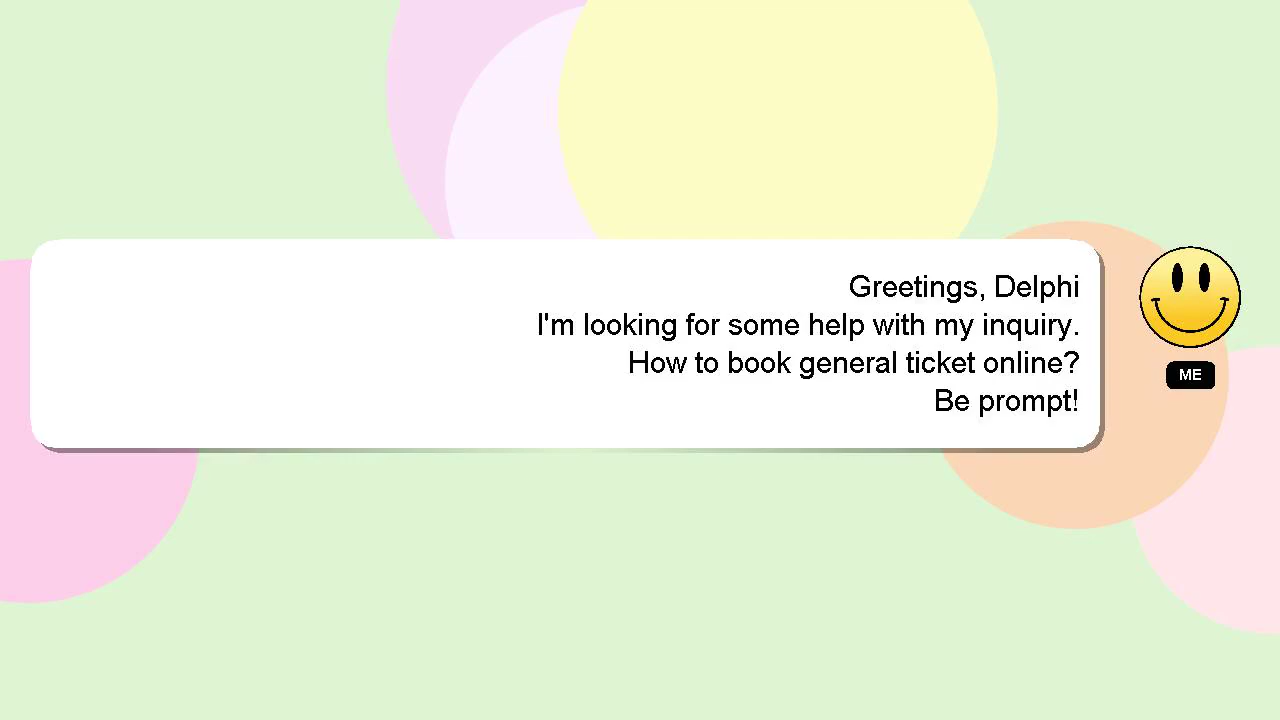 Greetings, Delphi
I'm looking for some help with my inquiry.
How to book general ticket online?
Be prompt!
ME